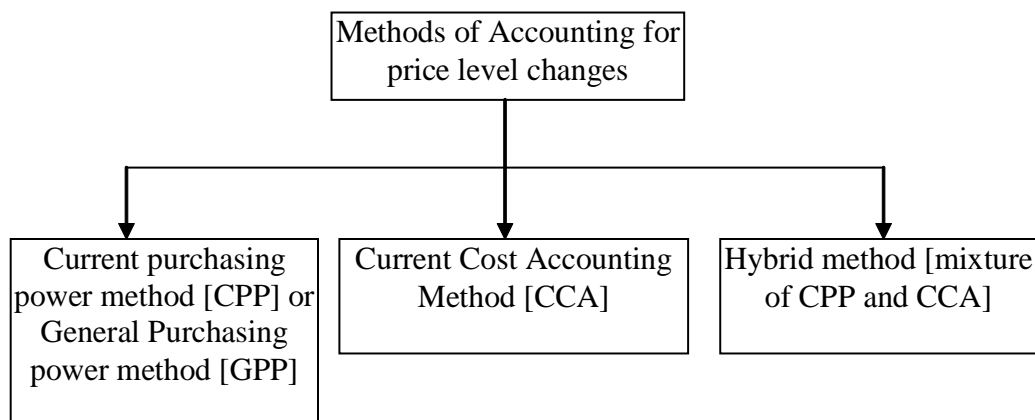 Methods of Accounting for
price level changes
Current purchasing
power method [CPP] or
General Purchasing
power method [GPP]
Current Cost Accounting
Method [CCA]
Hybrid method [mixture
of CPP and CCA]